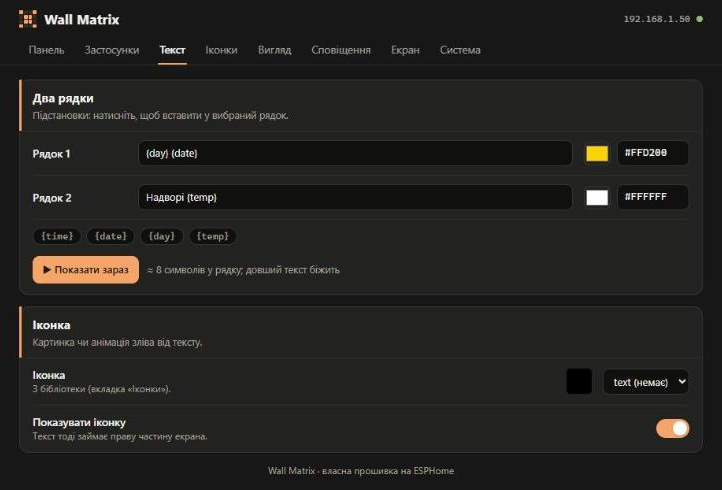 Wall Matrix
192.168.1.50
Панель Застосунки Текст Іконки Вигляд Сповіщення Екран Система
Два рядки
Підстановки: натисніть, щоб вставити у вибраний рядок.
Рядок 1 {day} {date} #FFD200
Рядок 2 Надворі {temp} #FFFFFF
{time} {date} {day} {temp}
▶ Показати зараз ≈ 8 символів у рядку; довший текст біжить
Іконка
Картинка чи анімація зліва від тексту.
Іконка
З бібліотеки (вкладка «Іконки»).
text (немає)
Показувати іконку
Текст тоді займає праву частину екрана.
Wall Matrix · власна прошивка на ESPHome